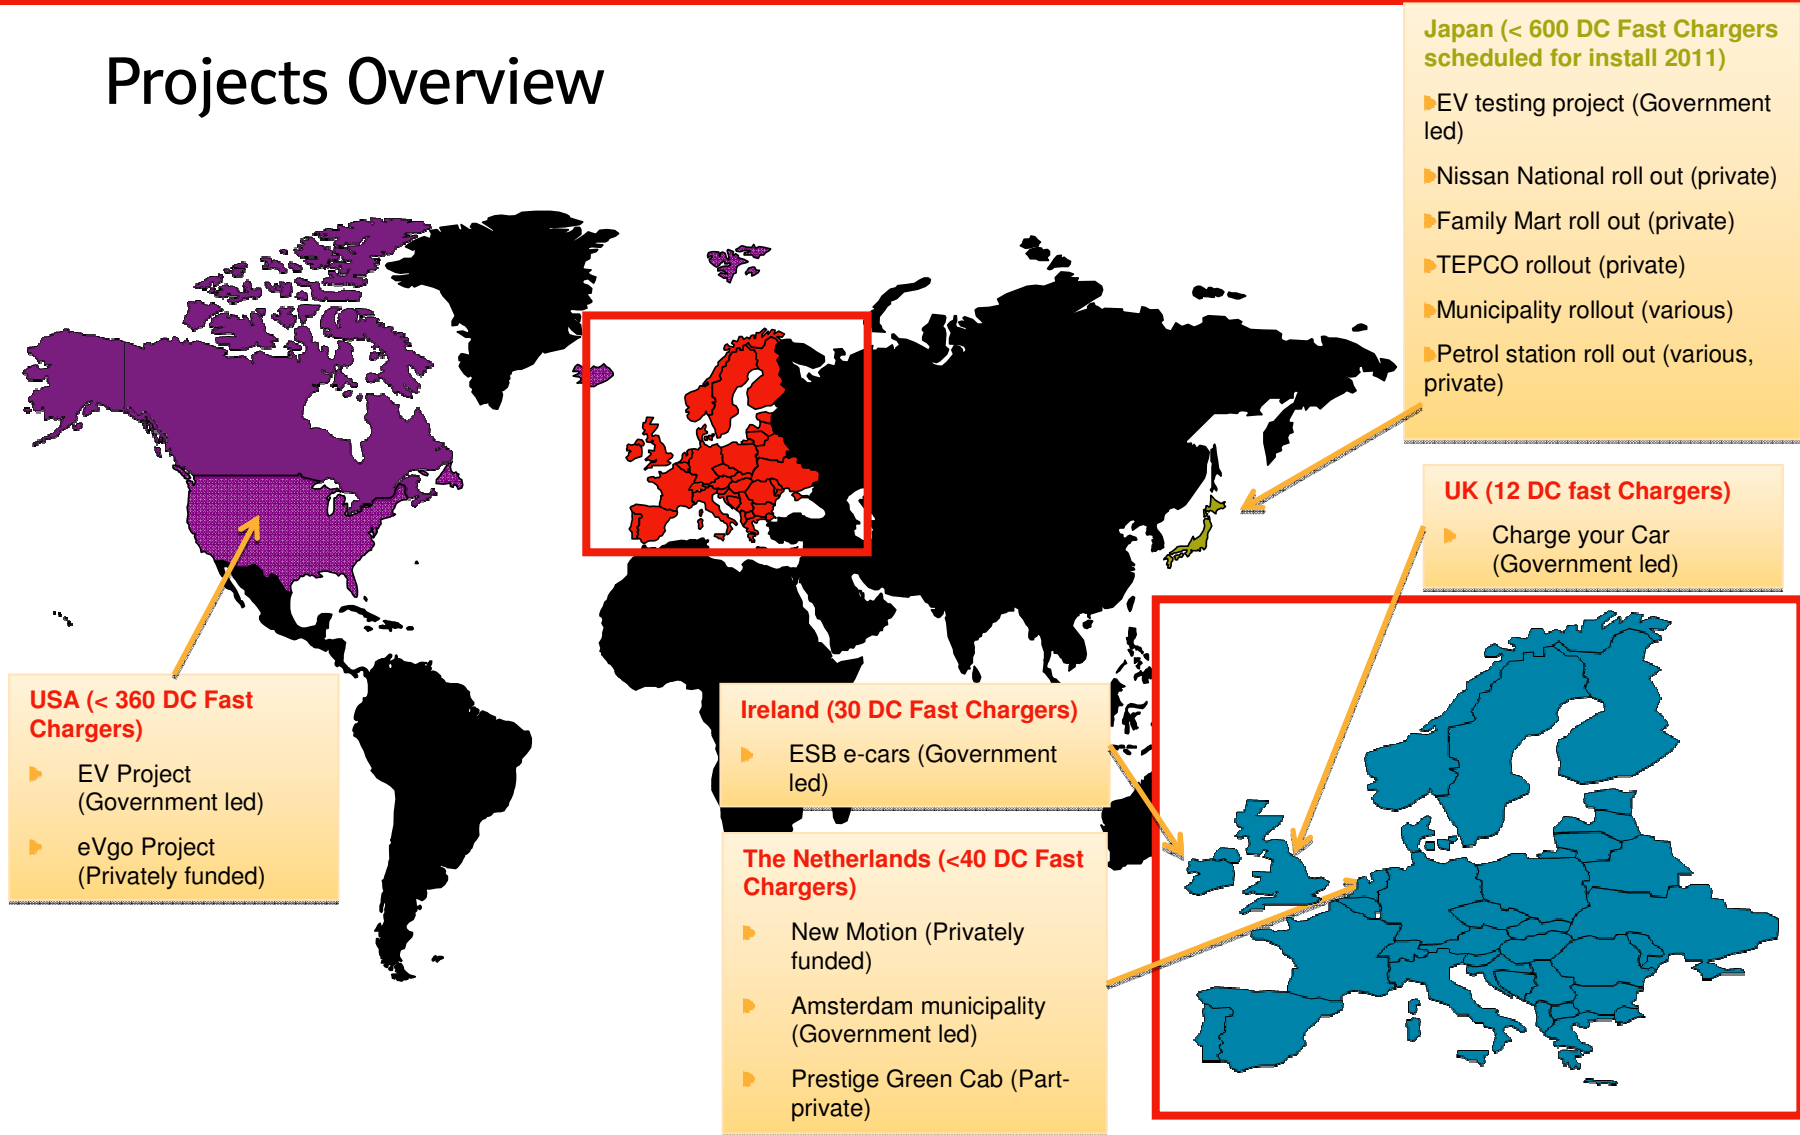 Projects Overview
Japan (< 600 DC Fast Chargers
scheduled for install 2011)
EV testing project (Government
led)
Nissan National roll out (private)
Family Mart roll out (private)
TEPCO rollout (private)
Municipality rollout (various)
Petrol station roll out (various,
private)
UK (12 DC fast Chargers)
Charge your Car
(Government led)
USA (< 360 DC Fast
Chargers)
EV Project
(Government led)
eVgo Project
(Privately funded)
Ireland (30 DC Fast Chargers)
ESB e-cars (Government
led)
The Netherlands (<40 DC Fast
Chargers)
New Motion (Privately
funded)
Amsterdam municipality
(Government led)
Prestige Green Cab (Part-
private)